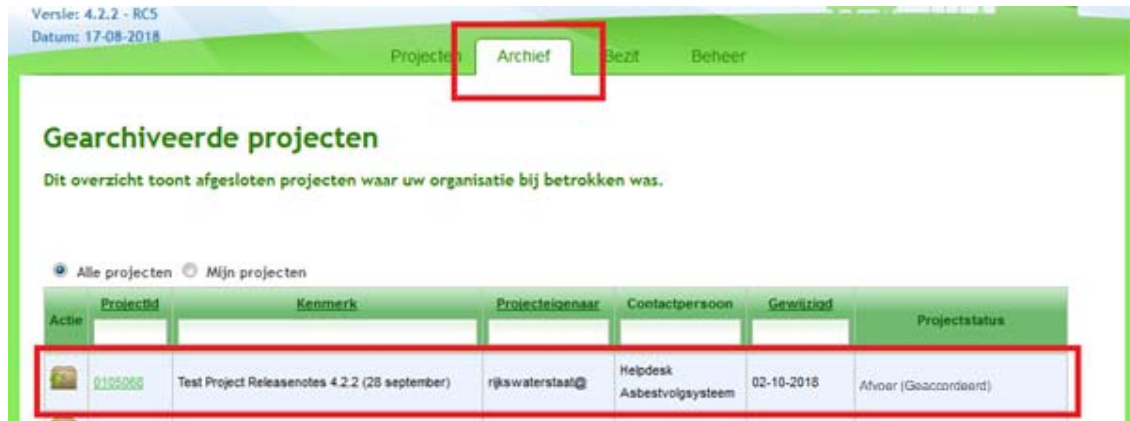 Versie: 4.2.2 - RC5
Datum: 17-08-2018
Projecten Archief Bezit Beheer
Gearchiveerde projecten
Dit overzicht toont afgesloten projecten waar uw organisatie bij betrokken was.
Alle projecten Mijn projecten
Actie ProjectId Kenmerk Projecteigenaar Contactpersoon Gewijzigd Projectstatus
0105068 Test Project Releasenotes 4.2.2 (28 september) rijkswaterstaat@ Helpdesk Asbestvolgsysteem 02-10-2018 Afvoer (Geaccordeerd)